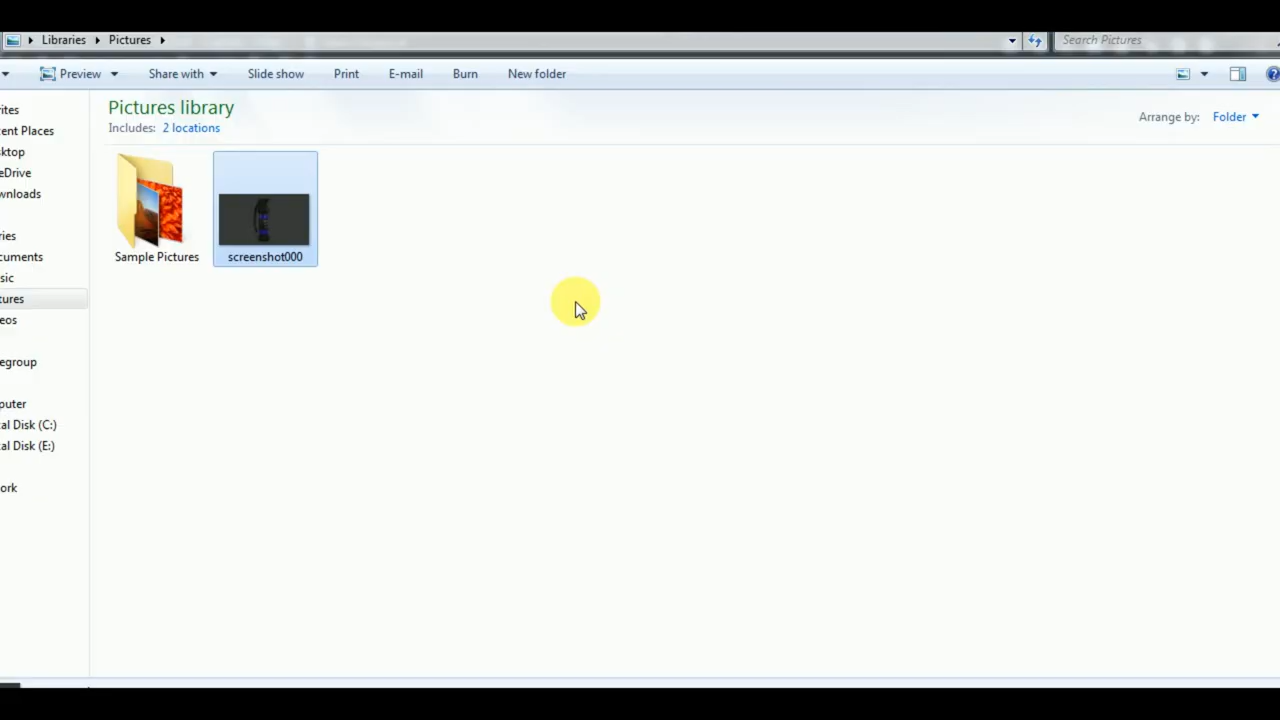 Libraries Pictures
Search Pictures
Preview Share with Slide show Print E-mail Burn New folder
Pictures library
Includes: 2 locations
Arrange by: Folder
ites
ent Places
ktop
eDrive
wnloads
ries
cuments
sic
tures
eos
egroup
puter
al Disk (C:)
al Disk (E:)
ork
Sample Pictures
screenshot000